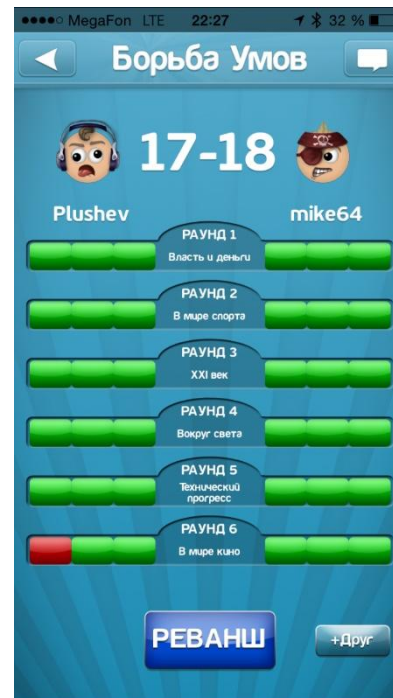 MegaFon LTE 22:27 32 %
Борьба Умов
17-18
Plushev mike64
РАУНД 1
Власть и деньги
РАУНД 2
В мире спорта
РАУНД 3
XXI век
РАУНД 4
Вокруг света
РАУНД 5
Технический
прогресс
РАУНД 6
В мире кино
РЕВАНШ
+Друг